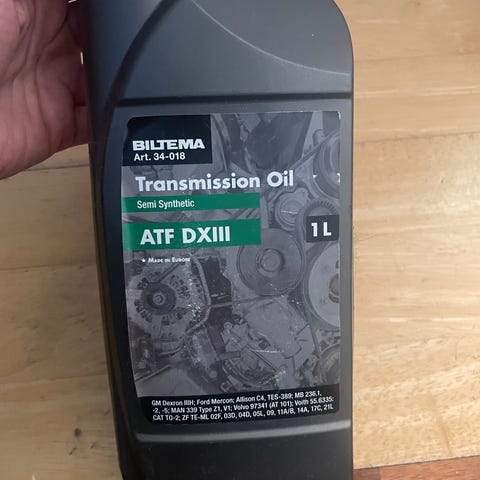 BILTEMA
Art. 34-018
Transmission Oil
Semi Synthetic
ATF DXIII
1 L
★ Made in Europe
GM Dexron IIIH; Ford Mercon; Allison C4, TES-389; MB 236.1,
-2, -5; MAN 339 Type Z1, V1; Volvo 97341 (AT 101); Voith 55.6335;
CAT TO-2; ZF TE-ML 02F, 03D, 04D, 05L, 09, 11A/B, 14A, 17C, 21L